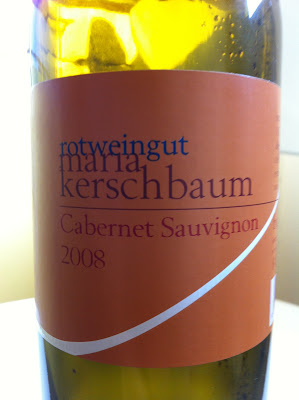 rotweingut
maria
kerschbaum
Cabernet Sauvignon
2008